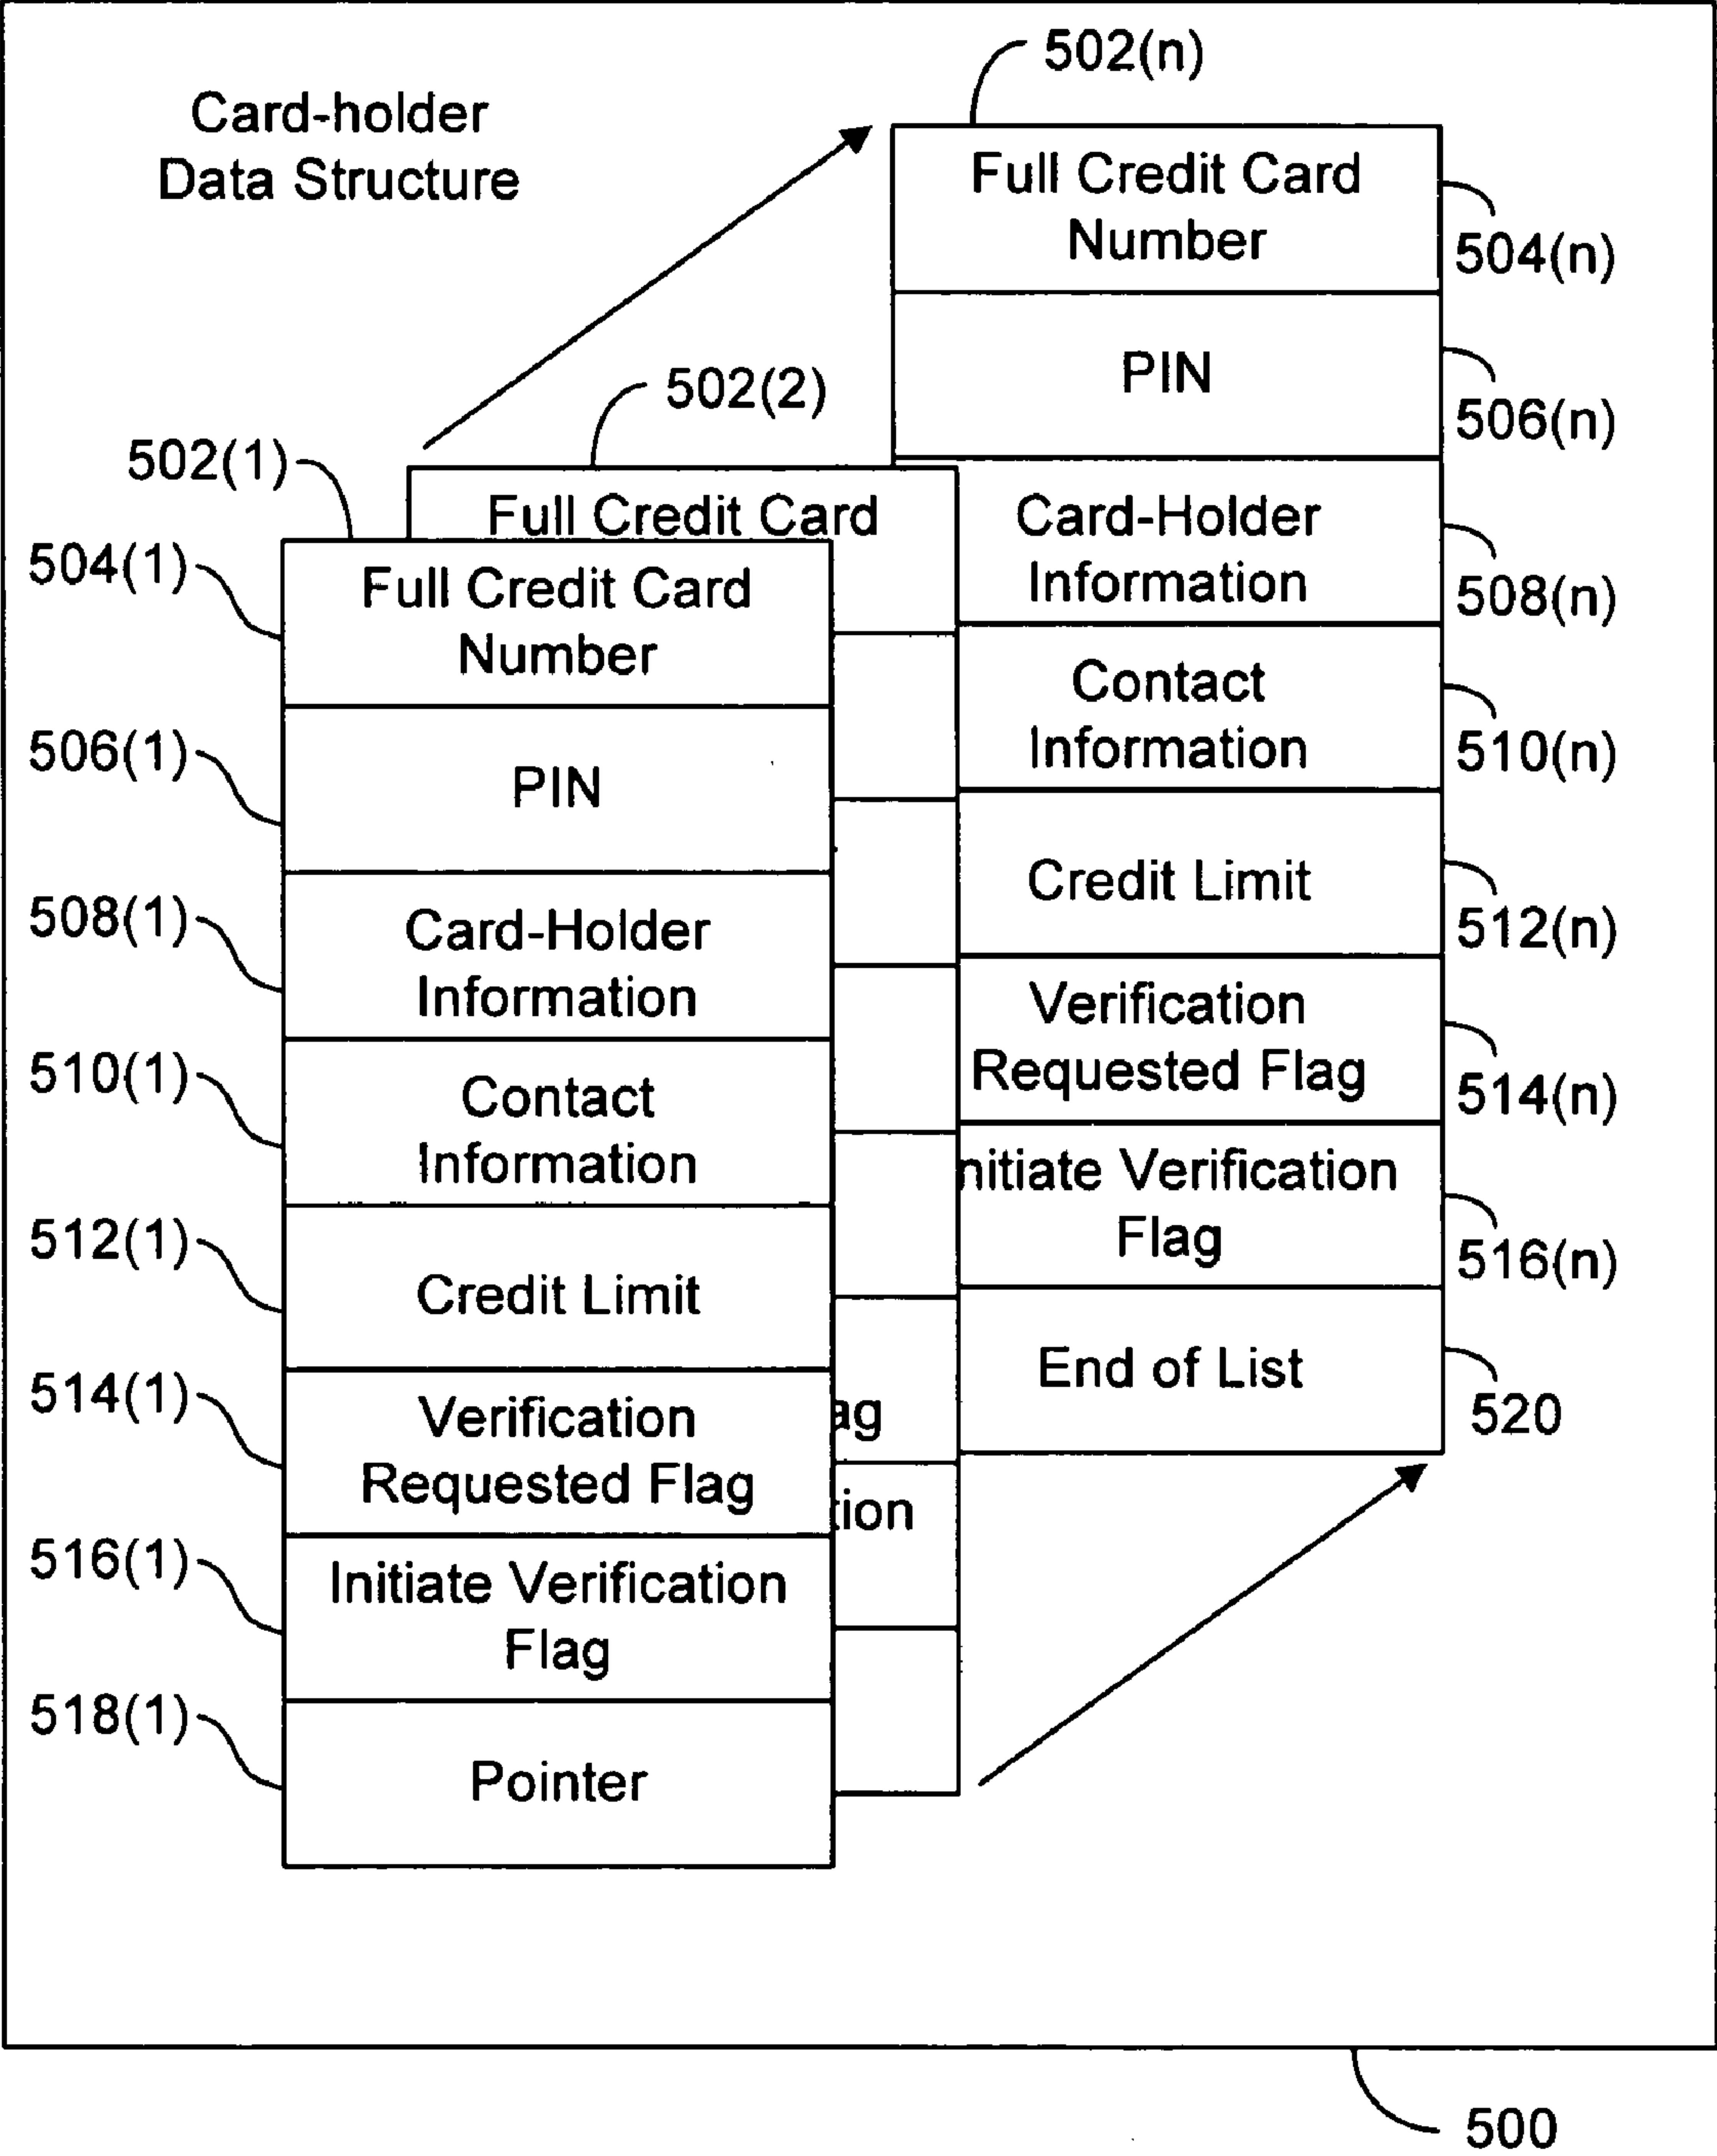 Card-holder
Data Structure
502(n)
Full Credit Card
Number
504(n)
PIN
506(n)
Card-Holder
Information
508(n)
Contact
Information
510(n)
Credit Limit
512(n)
Verification
Requested Flag
514(n)
nitiate Verification
Flag
516(n)
End of List
520
502(2)
Full Credit Card
ag
tion
502(1)
504(1)
Full Credit Card
Number
506(1)
PIN
508(1)
Card-Holder
Information
510(1)
Contact
Information
512(1)
Credit Limit
514(1)
Verification
Requested Flag
516(1)
Initiate Verification
Flag
518(1)
Pointer
500